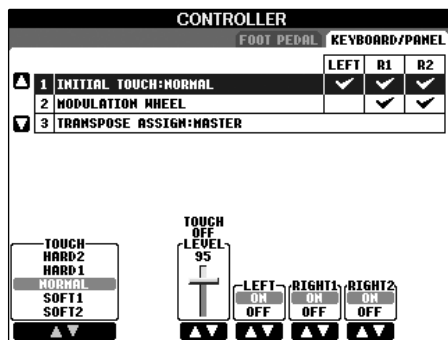 CONTROLLER
FOOT PEDAL KEYBOARD/PANEL
LEFT R1 R2
1 INITIAL TOUCH:NORMAL
2 MODULATION WHEEL
3 TRANSPOSE ASSIGN:MASTER
TOUCH
HARD2
HARD1
NORMAL
SOFT1
SOFT2
TOUCH
OFF
LEVEL
95
LEFT RIGHT1 RIGHT2
ON ON ON
OFF OFF OFF